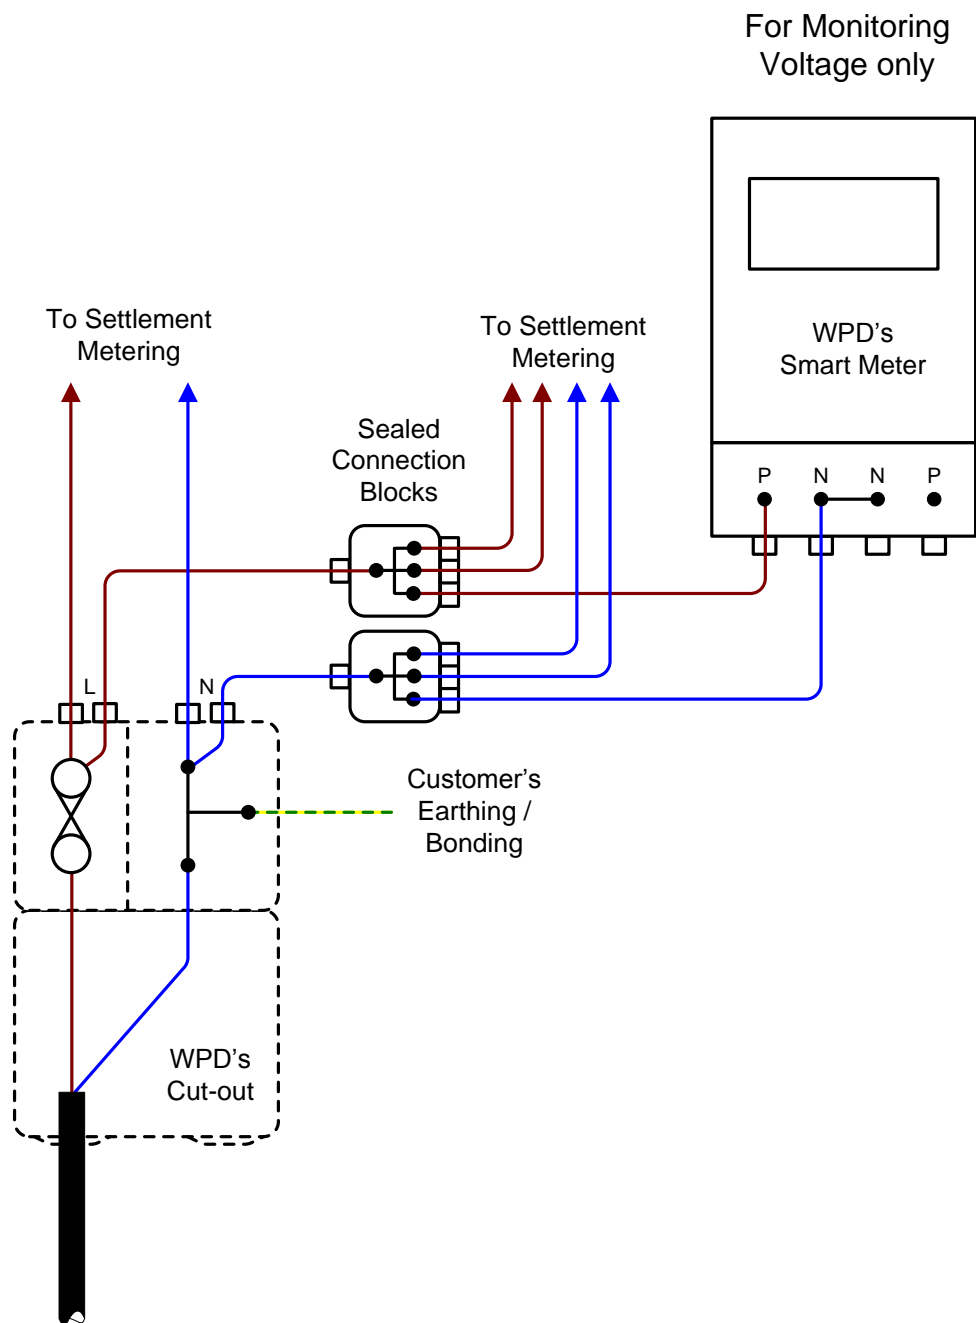 For Monitoring
Voltage only
To Settlement
Metering
To Settlement
Metering
WPD's
Smart Meter
Sealed
Connection
Blocks
P N N P
L N
Customer's
Earthing /
Bonding
WPD's
Cut-out